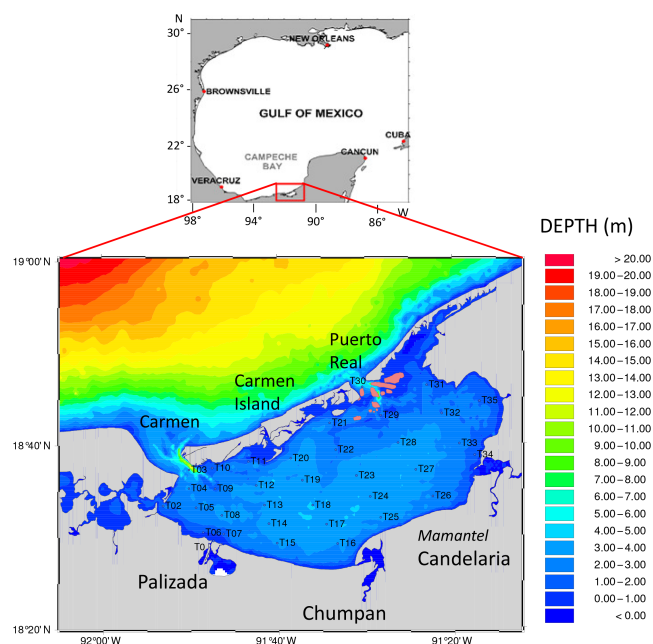 N
30°
26°
22°
18°
NEW ORLEANS
BROWNSVILLE
GULF OF MEXICO
CUBA
CANCUN
CAMPECHE
BAY
VERACRUZ
98°
94°
90°
86°
W
DEPTH (m)
> 20.00
19.00–20.00
18.00–19.00
17.00–18.00
16.00–17.00
15.00–16.00
14.00–15.00
13.00–14.00
12.00–13.00
11.00–12.00
10.00–11.00
9.00–10.00
8.00–9.00
7.00–8.00
6.00–7.00
5.00–6.00
4.00–5.00
3.00–4.00
2.00–3.00
1.00–2.00
0.00–1.00
< 0.00
19°00' N
18°40' N
18°20' N
Puerto
Real
Carmen
Island
Carmen
T30
T31
T35
T29
T32
T21
T28
T33
T22
T34
T20
T11
T10
T03
T27
T23
T19
T12
T09
T04
T26
T24
T18
T13
T05
T02
T25
T08
T17
T14
T06
T07
T0
T15
T16
Mamantel
Candelaria
Palizada
Chumpan
92°00'W
91°40'W
91°20'W